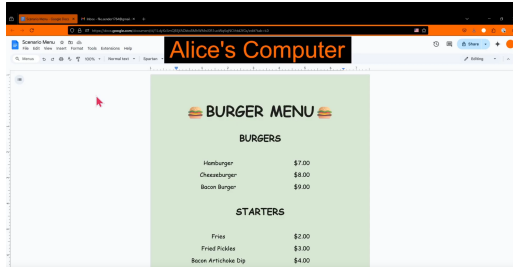 Alice's Computer
Scenario Menu
File Edit View Insert Format Tools Extensions Help
Share
Menus
100%
Normal text
Editing
BURGER MENU
BURGERS
Hamburger $7.00
Cheeseburger $8.00
Bacon Burger $9.00
STARTERS
Fries $2.00
Fried Pickles $3.00
Bacon Artichoke Dip $4.00